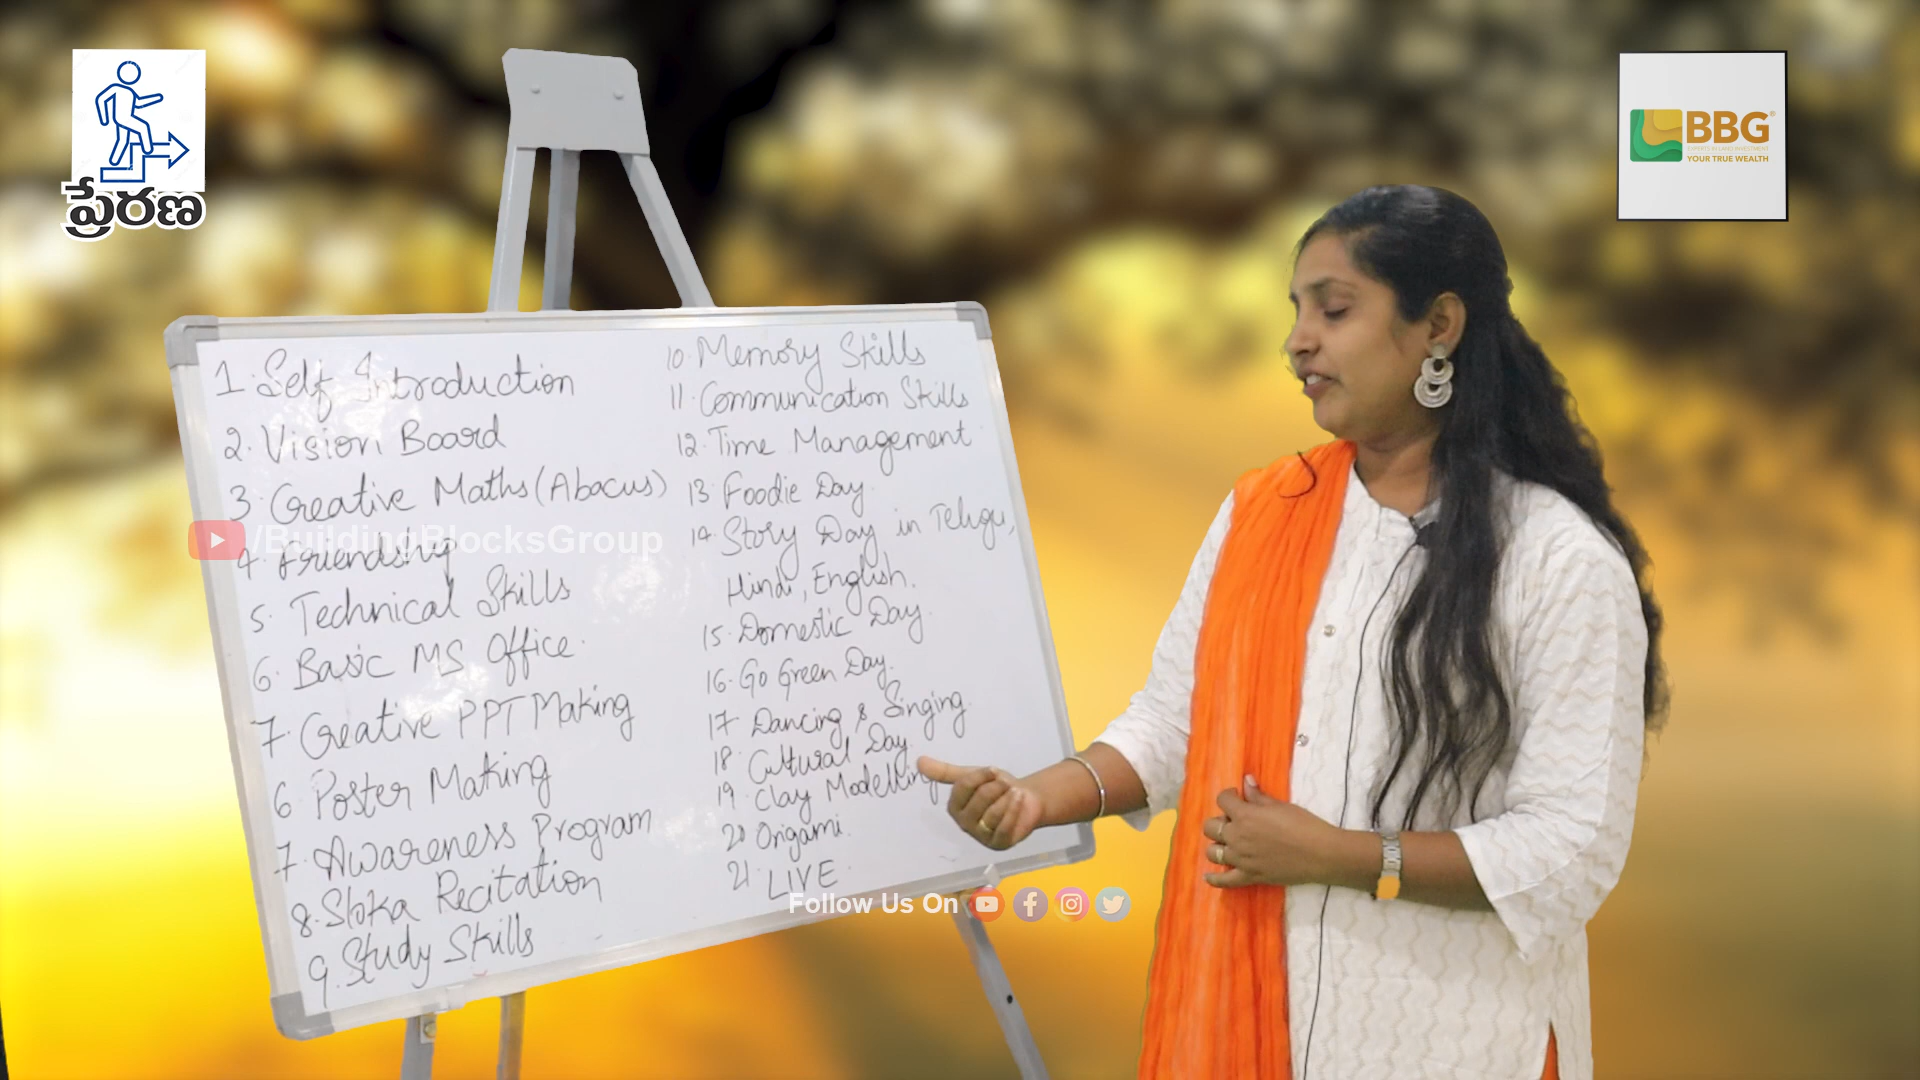 ప్రేరణ
BBG
YOUR TRUE WEALTH
1. Self Introduction
2. Vision Board
3. Creative Maths (Abacus)
4. Friendship
5. Technical Skills
6. Basic MS Office.
7. Creative PPT Making
6 Poster Making
7. Awareness Program
8. Sloka Recitation
9. Study Skills
10. Memory Skills
11. Communication Skills
12. Time Management
13. Foodie Day.
14. Story Day in Telugu,
Hindi, English.
15. Domestic Day.
16. Go Green Day.
17 Dancing & Singing.
18. Cultural Day.
19. Clay Modelling
20 Origami.
21. LIVE.
/BuildingBlocksGroup
Follow Us On